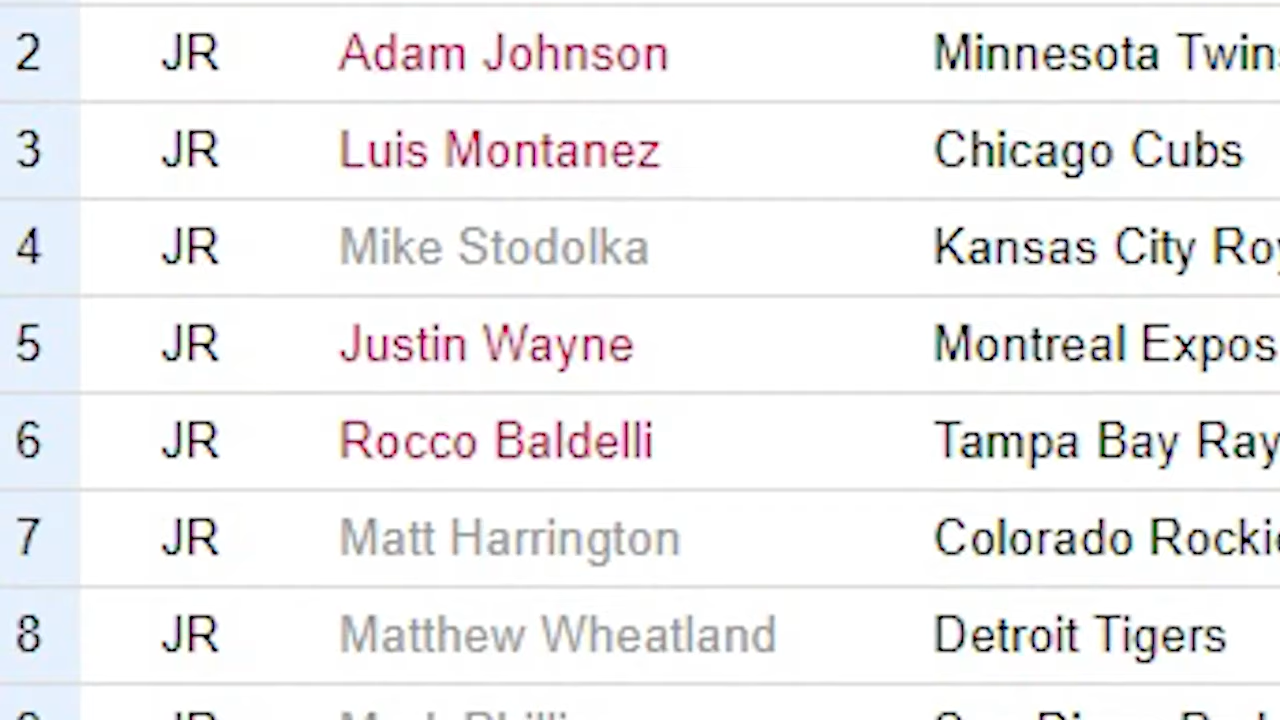 2 JR Adam Johnson Minnesota Twins
3 JR Luis Montanez Chicago Cubs
4 JR Mike Stodolka Kansas City
5 JR Justin Wayne Montreal Expos
6 JR Rocco Baldelli Tampa Bay Ray
7 JR Matt Harrington Colorado
8 JR Matthew Wheatland Detroit Tigers